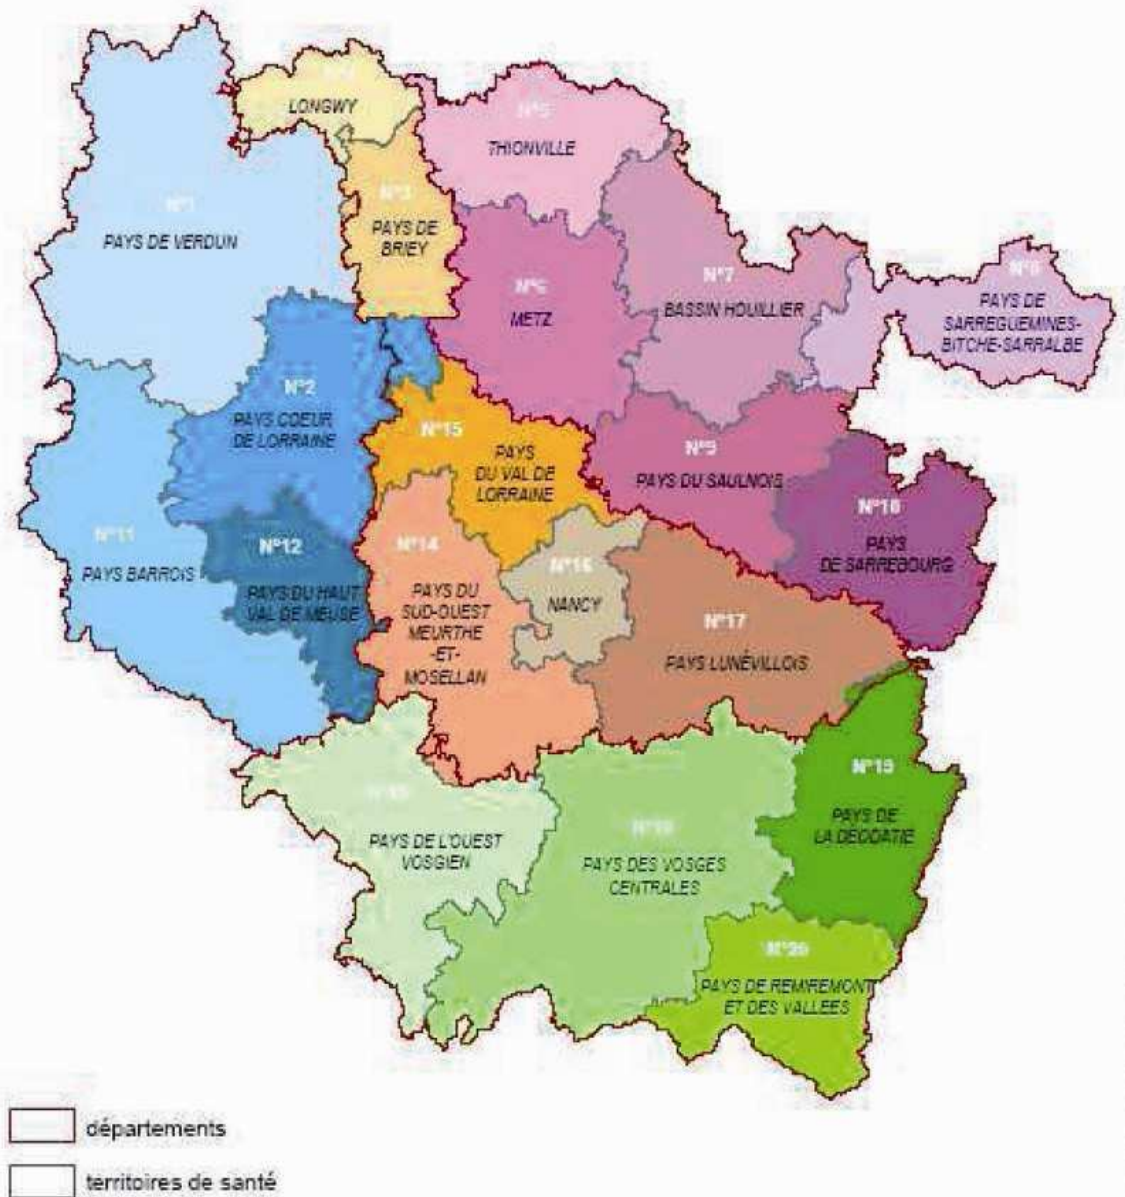 LONGWY
N°5
THIONVILLE
N°1
PAYS DE VERDUN
N°3
PAYS DE
BRIEY
N°6
METZ
N°7
BASSIN HOUILLIER
N°8
PAYS DE
SARREGUEMINES-
BITCHE-SARRALBE
N°2
PAYS COEUR
DE LORRAINE
N°15
PAYS
DU VAL DE
LORRAINE
N°9
PAYS DU SAULNOIS
N°10
PAYS
DE SARREBOURG
N°11
PAYS BARROIS
N°12
PAYS DU HAUT
VAL DE MEUSE
N°14
PAYS DU
SUD-OUEST
MEURTHE
-ET-
MOSELLAN
N°16
NANCY
N°17
PAYS LUNÉVILLOIS
PAYS DE L'OUEST
VOSGIEN
PAYS DES VOSGES
CENTRALES
N°19
PAYS DE
LA DEODATIE
N°20
PAYS DE REMIREMONT
ET DES VALLEES
départements
territoires de santé